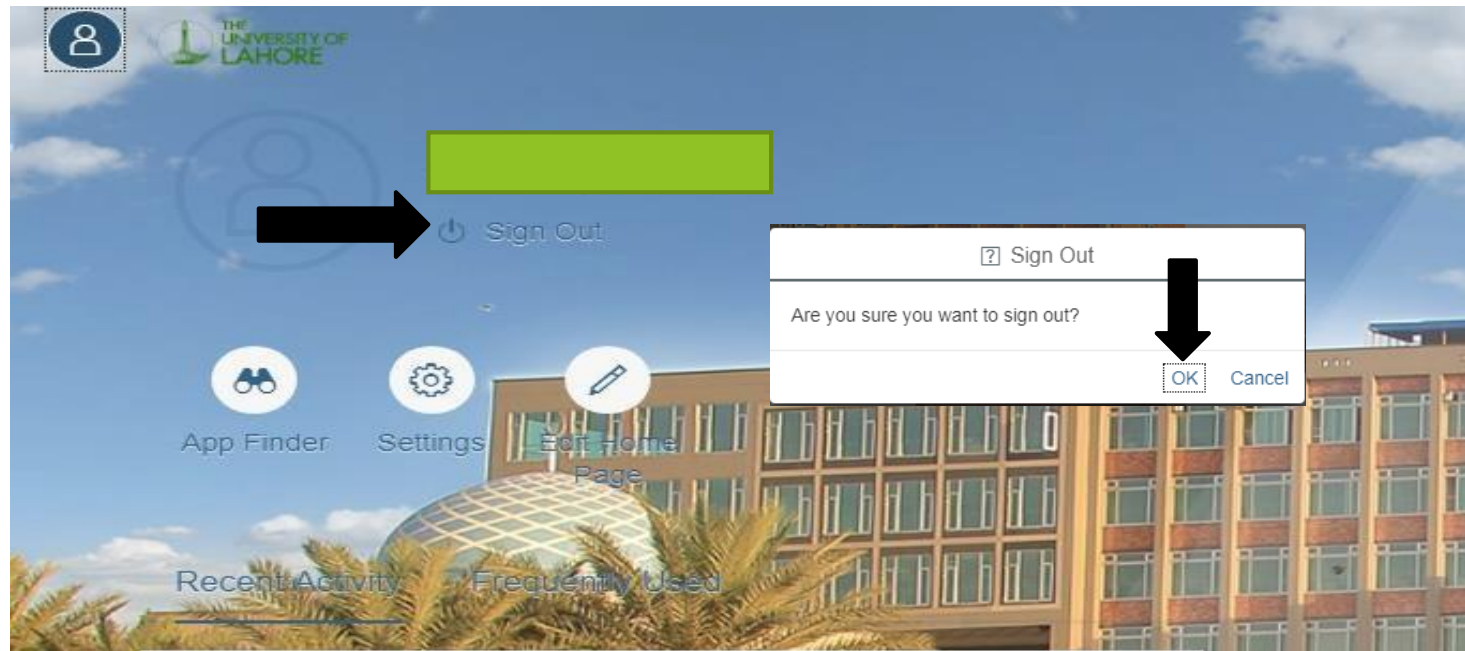 THE
UNIVERSITY OF
LAHORE
Sign Out
Sign Out
Are you sure you want to sign out?
OK Cancel
App Finder Settings Edit Home
Page
Recent Activity Frequently Used